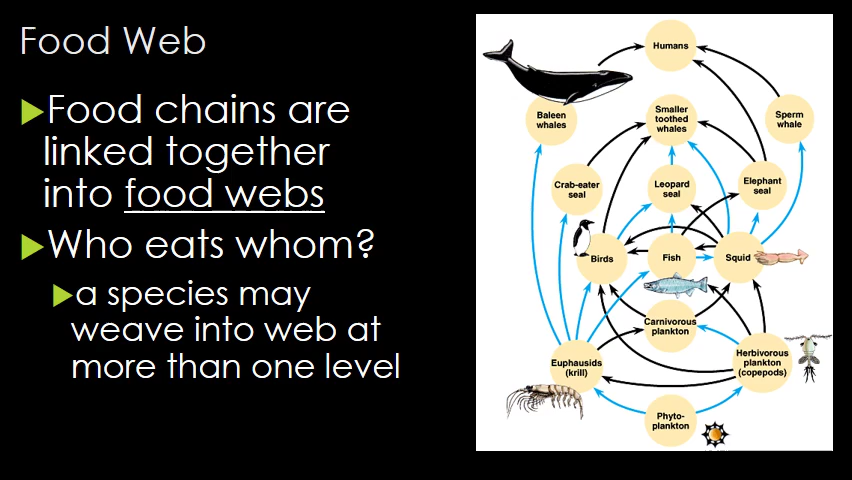 Food Web
Food chains are
linked together
into food webs
Who eats whom?
a species may
weave into web at
more than one level
Humans
Baleen
whales
Smaller
toothed
whales
Sperm
whale
Crab-eater
seal
Leopard
seal
Elephant
seal
Birds
Fish
Squid
Carnivorous
plankton
Euphausids
(krill)
Herbivorous
plankton
(copepods)
Phyto-
plankton